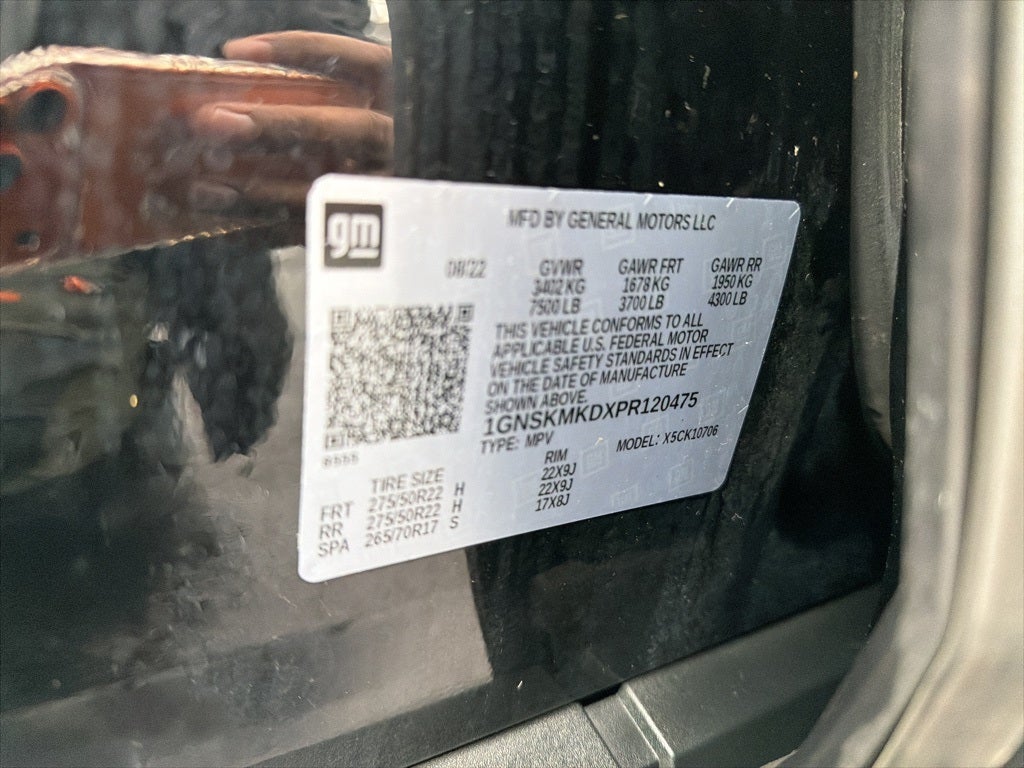 gm
MFD BY GENERAL MOTORS LLC
08/22
GVWR GAWR FRT GAWR RR
3402 KG 1678 KG 1950 KG
7500 LB 3700 LB 4300 LB
THIS VEHICLE CONFORMS TO ALL
APPLICABLE U.S. FEDERAL MOTOR
VEHICLE SAFETY STANDARDS IN EFFECT
ON THE DATE OF MANUFACTURE
SHOWN ABOVE.
1GNSKMKDXPR120475
TYPE: MPV MODEL: X5CK10706
TIRE SIZE RIM
FRT 275/50R22 H 22X9J
RR 275/50R22 H 22X9J
SPA 265/70R17 S 17X8J